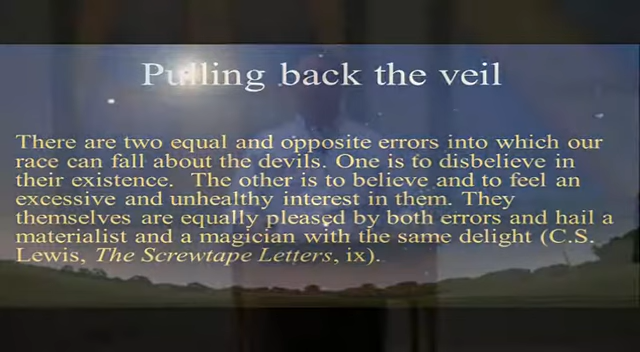 Pulling back the veil
There are two equal and opposite errors into which our
race can fall about the devils. One is to disbelieve in
their existence.  The other is to believe and to feel an
excessive and unhealthy interest in them. They
themselves are equally pleased by both errors and hail a
materialist and a magician with the same delight (C.S.
Lewis, The Screwtape Letters, ix).